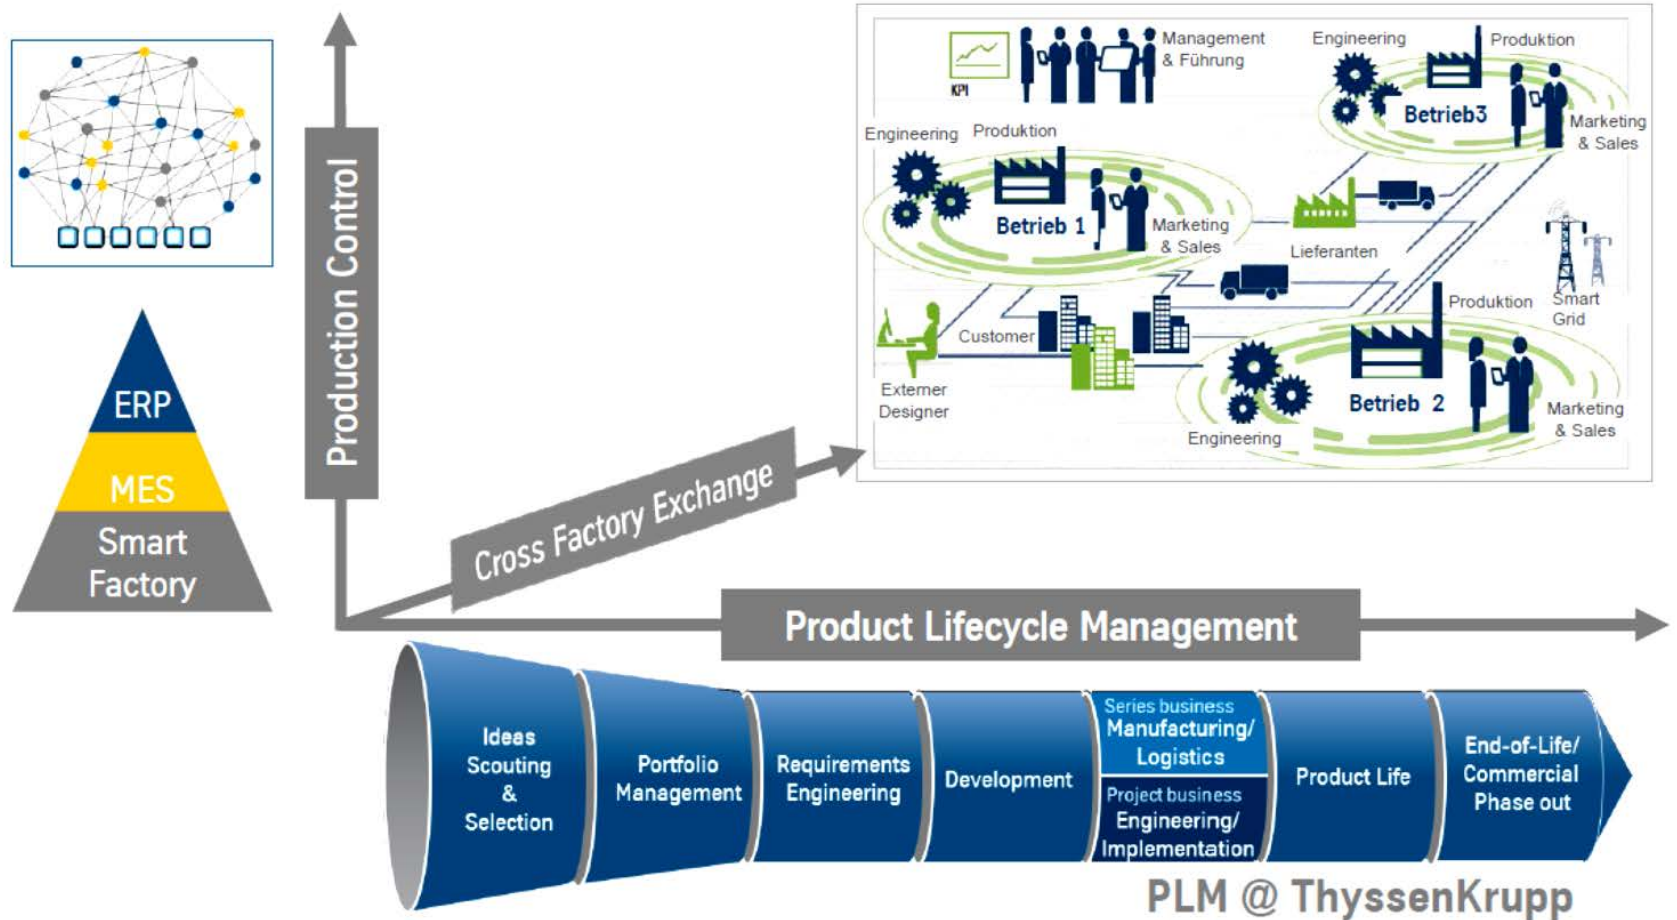 ERP
MES
Smart
Factory
Production Control
Cross Factory Exchange
Product Lifecycle Management
KPI
Management
& Führung
Engineering
Produktion
Betrieb3
Marketing
& Sales
Engineering
Produktion
Betrieb 1
Marketing
& Sales
Lieferanten
Smart
Grid
Externer
Designer
Customer
Produktion
Betrieb 2
Engineering
Marketing
& Sales
Ideas
Scouting
&
Selection
Portfolio
Management
Requirements
Engineering
Development
Series business
Manufacturing/
Logistics
Project business
Engineering/
Implementation
Product Life
End-of-Life/
Commercial
Phase out
PLM @ ThyssenKrupp